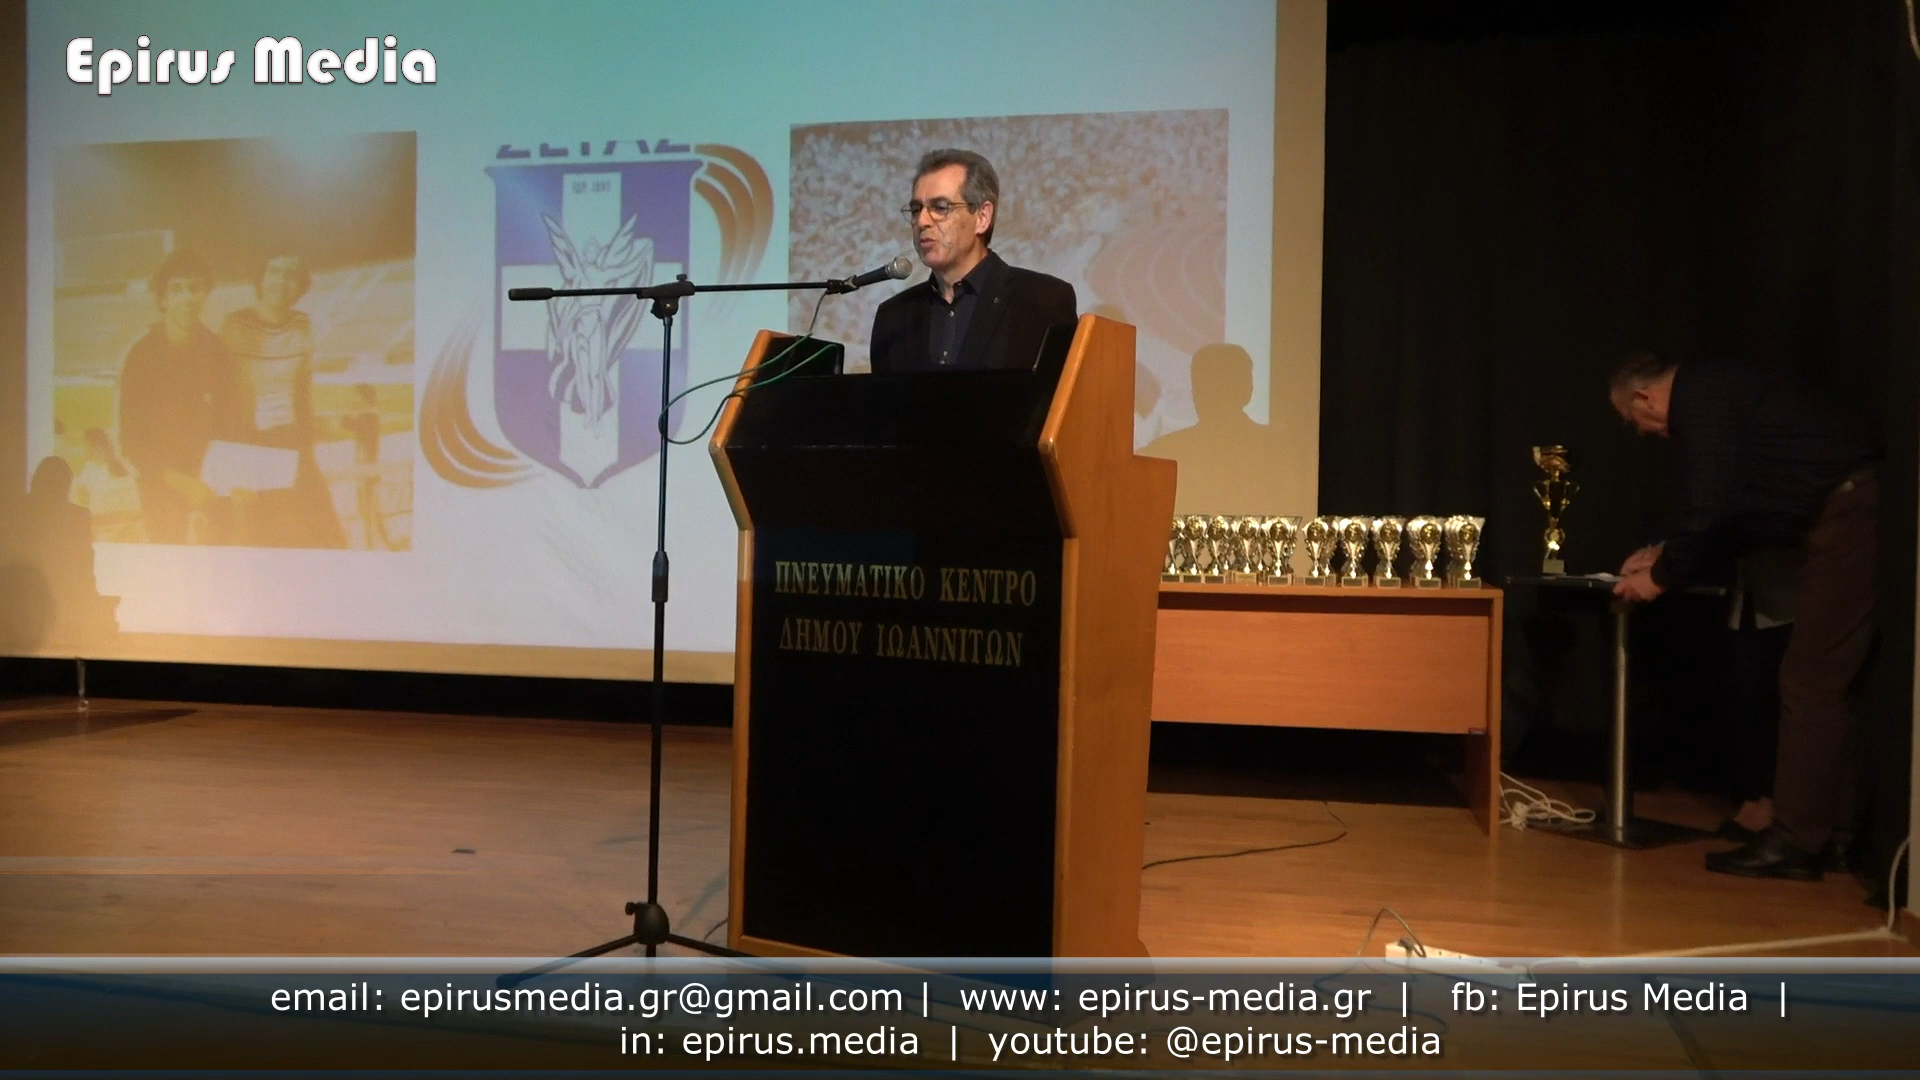 Epirus Media
ΣΕΓΑΣ
ΠΝΕΥΜΑΤΙΚΟ ΚΕΝΤΡΟ
ΔΗΜΟΥ ΙΩΑΝΝΙΤΩΝ
email: epirusmedia.gr@gmail.com | www: epirus-media.gr | fb: Epirus Media |
in: epirus.media | youtube: @epirus-media